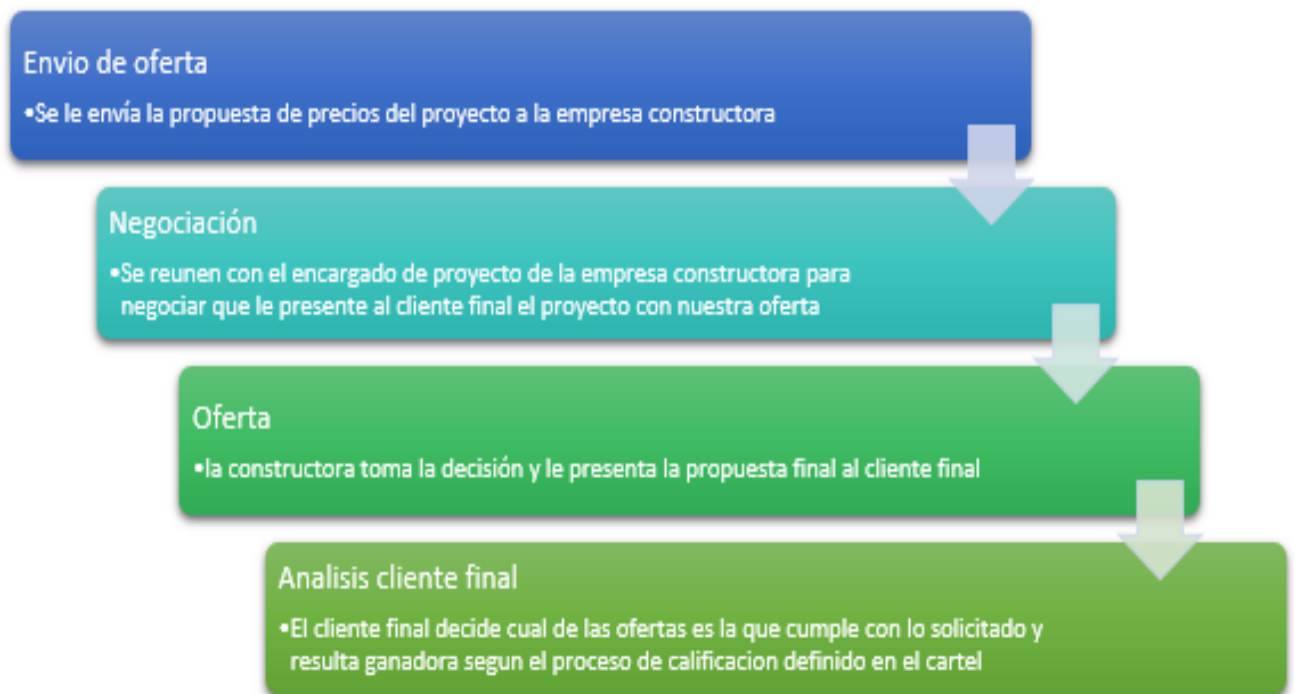 Envio de oferta
•Se le envía la propuesta de precios del proyecto a la empresa constructora
Negociación
•Se reunen con el encargado de proyecto de la empresa constructora para
negociar que le presente al cliente final el proyecto con nuestra oferta
Oferta
•la constructora toma la decisión y le presenta la propuesta final al cliente final
Analisis cliente final
•El cliente final decide cual de las ofertas es la que cumple con lo solicitado y
resulta ganadora segun el proceso de calificacion definido en el cartel